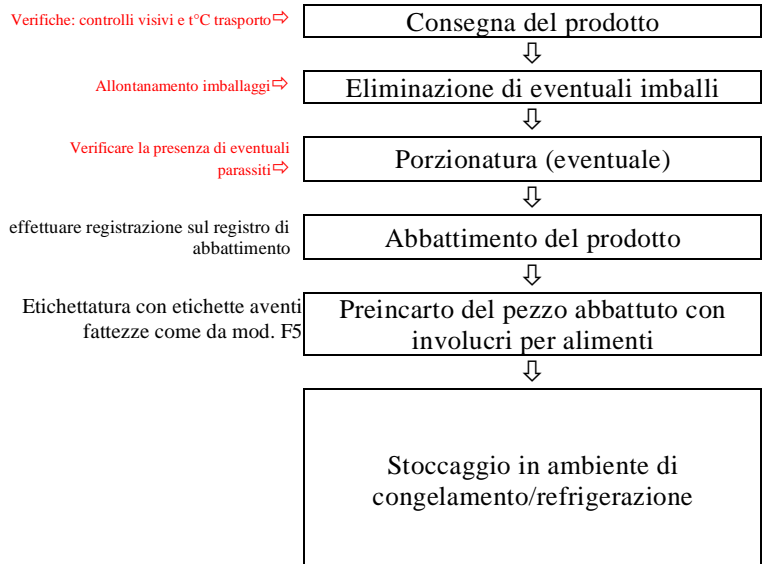 Verifiche: controlli visivi e t°C trasporto⇨
Consegna del prodotto
⇩
Allontanamento imballaggi⇨
Eliminazione di eventuali imballi
⇩
Verificare la presenza di eventuali
parassiti⇨
Porzionatura (eventuale)
⇩
effettuare registrazione sul registro di
abbattimento
Abbattimento del prodotto
⇩
Etichettatura con etichette aventi
fattezze come da mod. F5
Preincarto del pezzo abbattuto con
involucri per alimenti
⇩
Stoccaggio in ambiente di
congelamento/refrigerazione